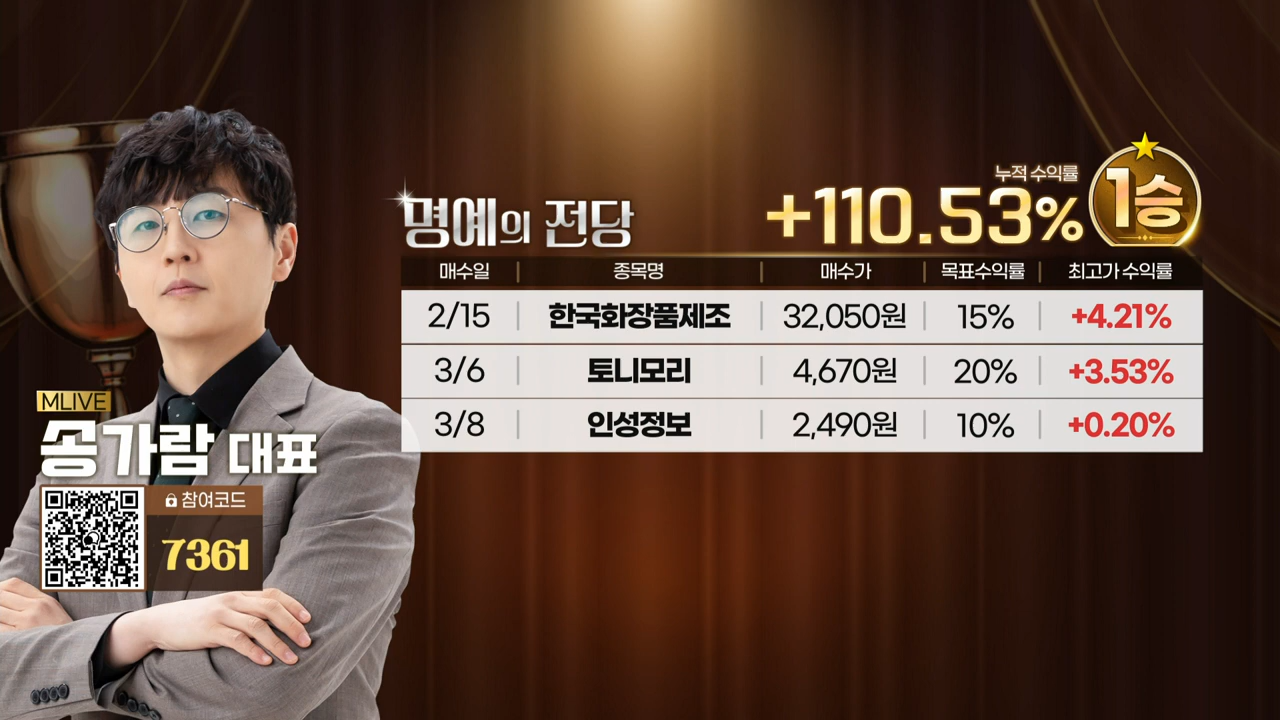 누적 수익률
명예의 전당 +110.53% 1승
매수일 종목명 매수가 목표수익률 최고가 수익률
2/15 한국화장품제조 32,050원 15% +4.21%
3/6 토니모리 4,670원 20% +3.53%
3/8 인성정보 2,490원 10% +0.20%
MLIVE
송가람 대표
참여코드
7361